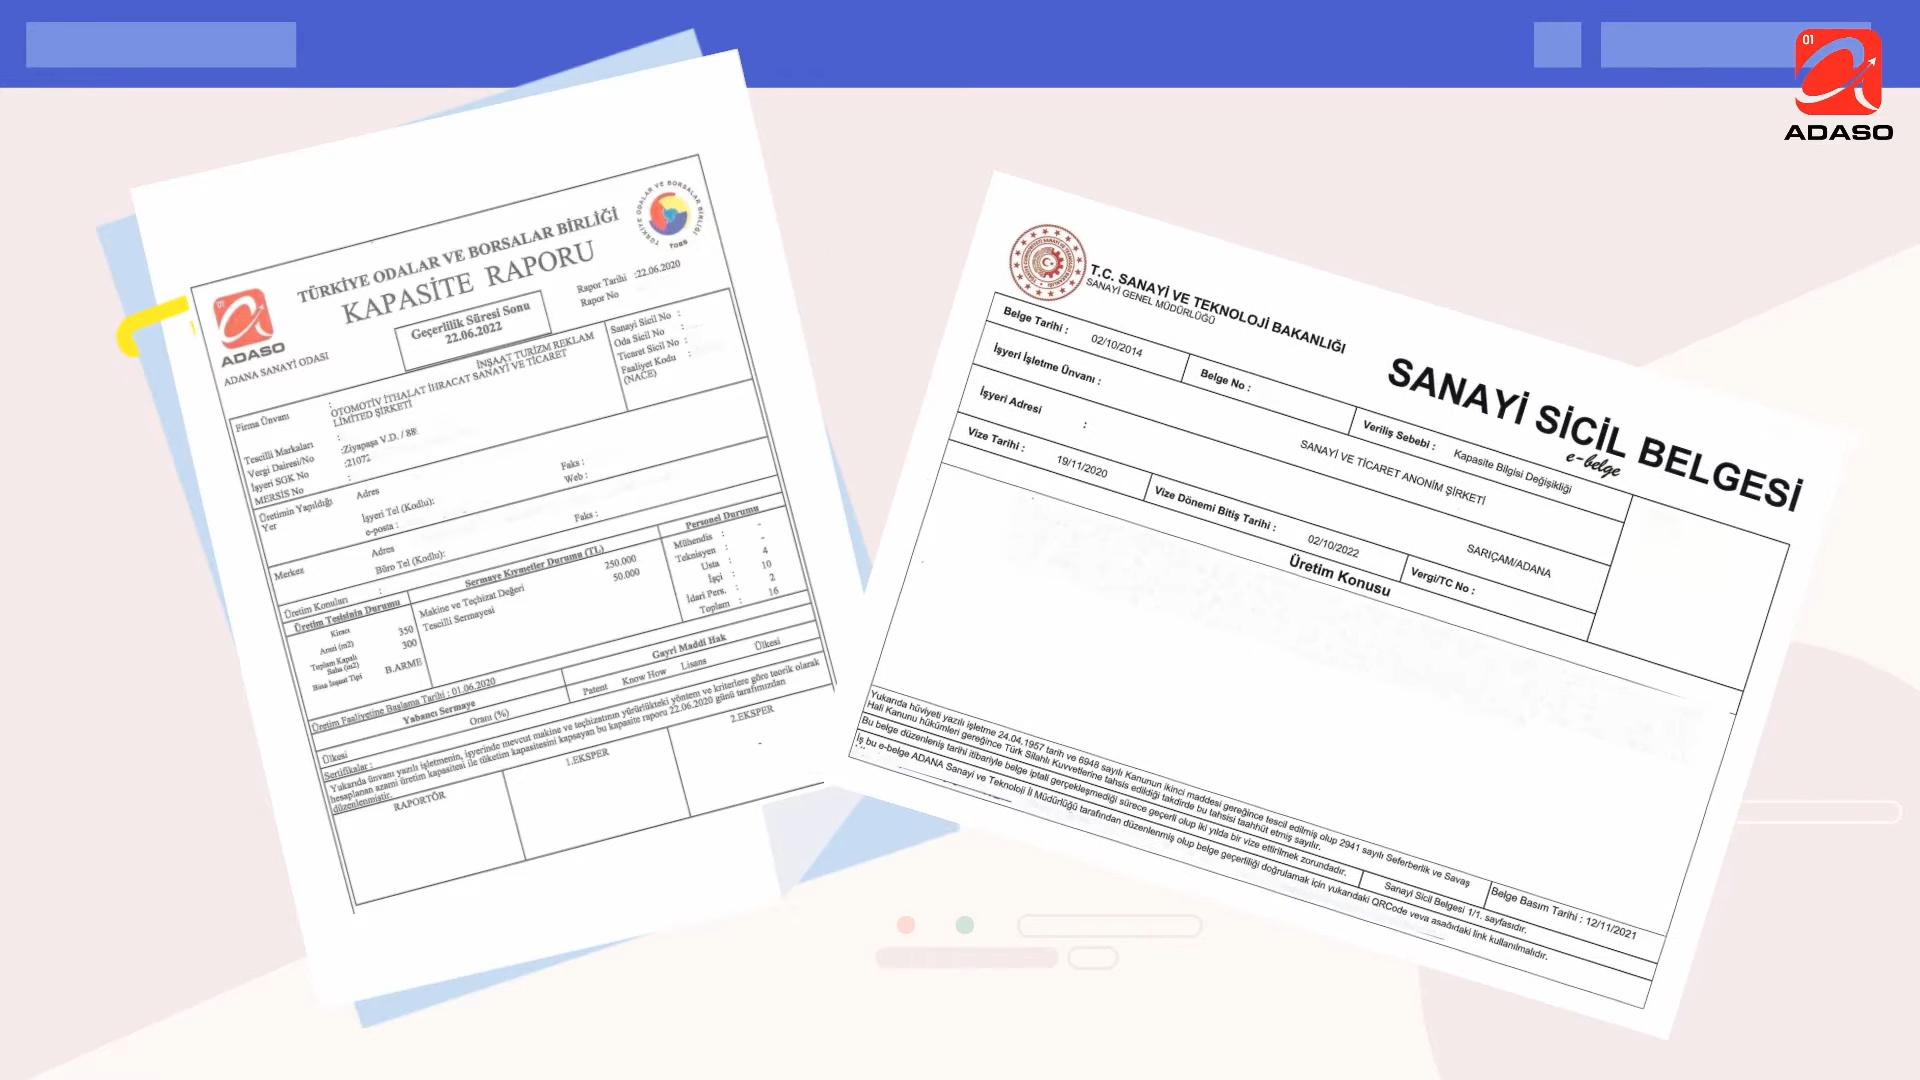 01
ADASO
TÜRKİYE ODALAR VE BORSALAR BİRLİĞİ
TOBB
TÜRKİYE ODALAR VE BORSALAR BİRLİĞİ
KAPASİTE RAPORU
01
ADASO
ADANA SANAYİ ODASI
Geçerlilik Süresi Sonu
22.06.2022
Rapor Tarihi :22.06.2020
Rapor No
Firma Ünvanı :
İNŞAAT TURİZM REKLAM
OTOMOTİV İTHALAT İHRACAT SANAYİ VE TİCARET
LİMİTED ŞİRKETİ
Sanayi Sicil No :
Oda Sicil No :
Ticaret Sicil No :
Faaliyet Kodu :
(NACE)
Tescilli Markaları :
Vergi Dairesi/No :Ziyapaşa V.D. / 88
İşyeri SGK No :21072
MERSİS No :
Üretimin Yapıldığı
Yer
Adres
İşyeri Tel (Kodlu):
Faks :
e-posta :
Web :
Merkez
Adres
Büro Tel (Kodlu):
Faks :
Üretim Konuları :
Üretim Tesisinin Durumu
Kiracı
Arazi (m2) 350
Toplam Kapalı
Saha (m2) 300
Bina İnşaat Tipi B.ARME
Sermaye Kıymetler Durumu (TL)
Makine ve Teçhizat Değeri 250.000
Tescilli Sermayesi 50.000
Personel Durumu
Mühendis : -
Teknisyen : -
Usta : 4
İşçi : 10
İdari Pers. : 2
Toplam : 16
Üretim Faaliyetine Başlama Tarihi : 01.06.2020
Yabancı Sermaye
Gayri Maddi Hak
Ülkesi
Oranı (%)
Patent Know How Lisans Ülkesi
Sertifikalar :
Yukarıda ünvanı yazılı işletmenin, işyerinde mevcut makine ve teçhizatının yürürlükteki yöntem ve kriterlere göre teorik olarak
hesaplanan azami üretim kapasitesi ile tüketim kapasitesini kapsayan bu kapasite raporu 22.06.2020 günü tarafımızdan
düzenlenmiştir.
RAPORTÖR
1.EKSPER
2.EKSPER
-
T.C. SANAYİ VE TEKNOLOJİ BAKANLIĞI
SANAYİ GENEL MÜDÜRLÜĞÜ
SANAYİ SİCİL BELGESİ
e-belge
Belge Tarihi : 02/10/2014
Belge No :
Veriliş Sebebi : Kapasite Bilgisi Değişikliği
İşyeri İşletme Ünvanı :
SANAYİ VE TİCARET ANONİM ŞİRKETİ
İşyeri Adresi :
SARIÇAM/ADANA
Vize Tarihi : 19/11/2020
Vize Dönemi Bitiş Tarihi : 02/10/2022
Vergi/TC No :
Üretim Konusu
Yukarıda hüviyeti yazılı işletme 24.04.1957 tarih ve 6948 sayılı Kanunun ikinci maddesi gereğince tescil edilmiş olup 2941 sayılı Seferberlik ve Savaş
Hali Kanunu hükümleri gereğince Türk Silahlı Kuvvetlerine tahsis edildiği takdirde bu tahsisi taahhüt etmiş sayılır.
Bu belge düzenleniş tarihi itibariyle belge iptali gerçekleşmediği sürece geçerli olup iki yılda bir vize ettirilmek zorundadır.
Sanayi Sicil Belgesi 1/1. sayfasıdır.
Belge Basım Tarihi : 12/11/2021
İş bu e-belge ADANA Sanayi ve Teknoloji İl Müdürlüğü tarafından düzenlenmiş olup belge geçerliliği doğrulamak için yukarıdaki QRCode veya aşağıdaki link kullanılmalıdır.